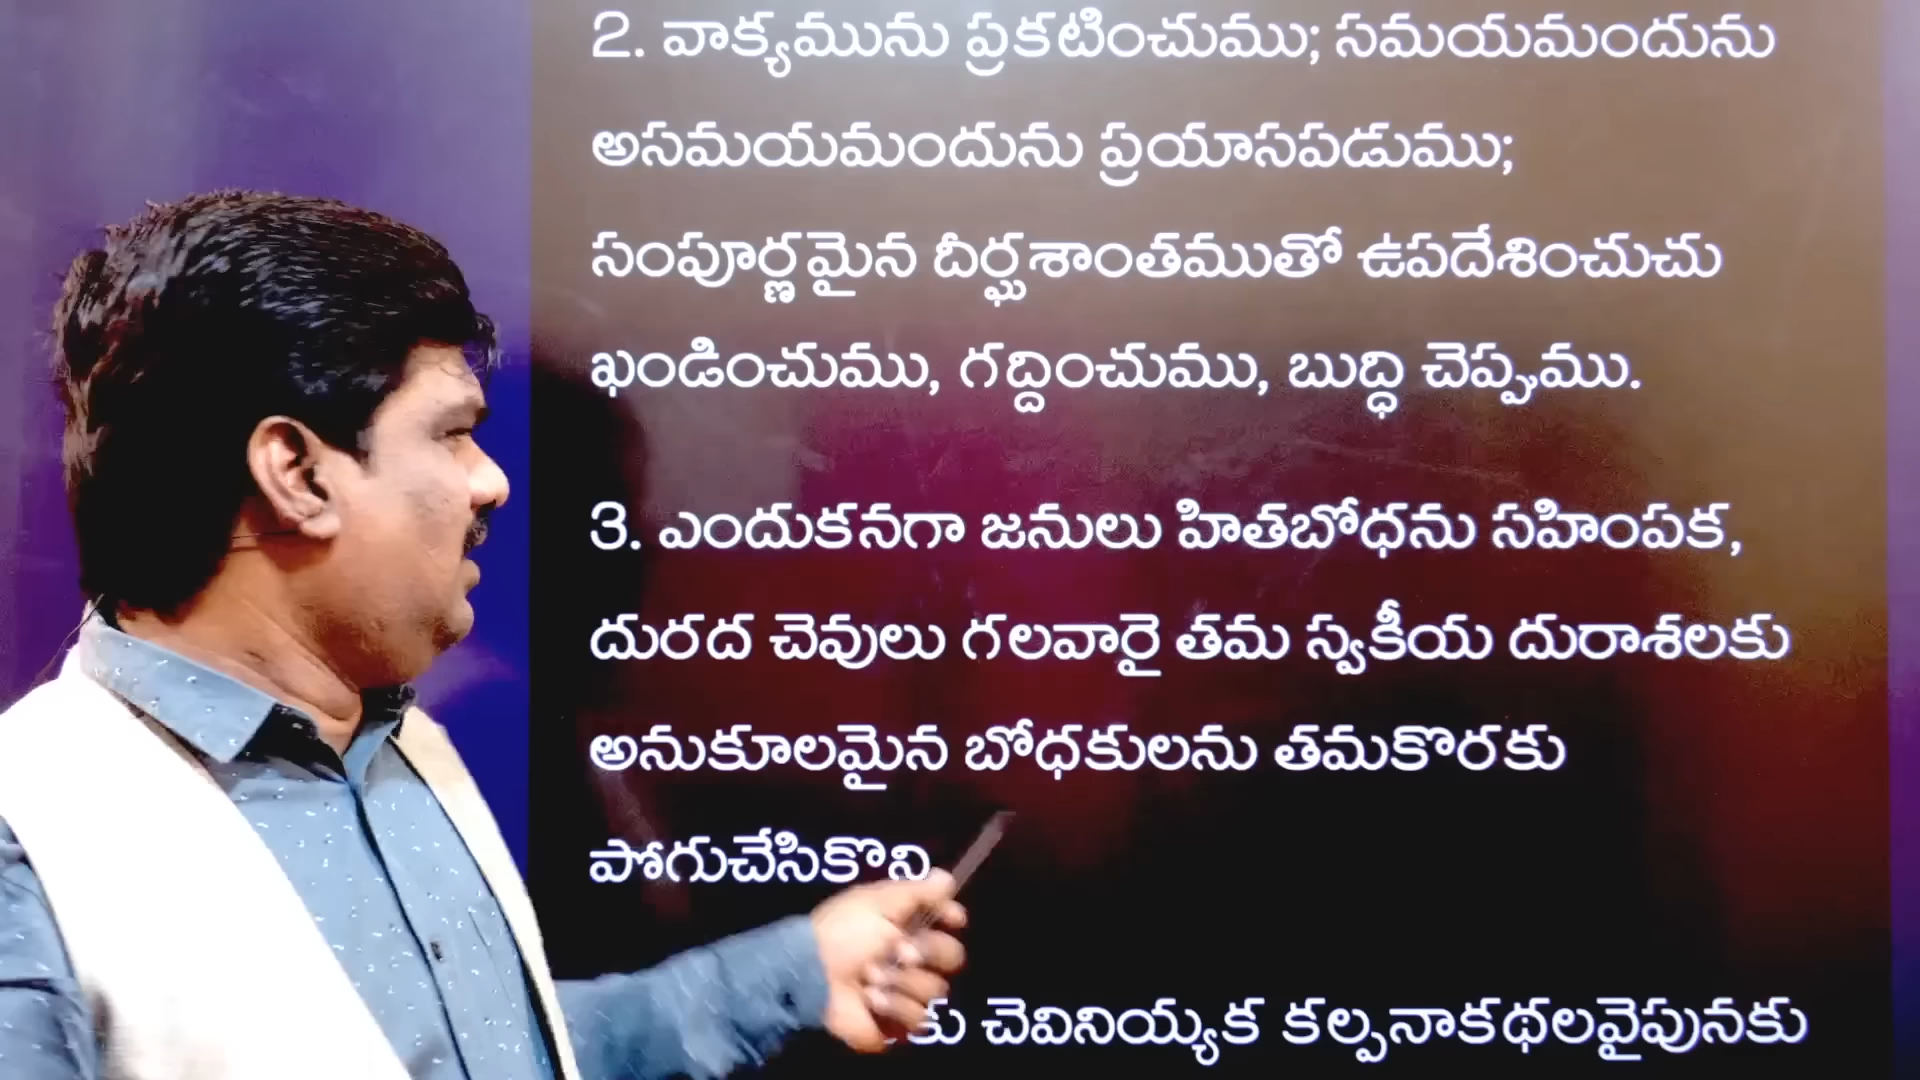 2. వాక్యమును ప్రకటించుము; సమయమందును
అసమయమందును ప్రయాసపడుము;
సంపూర్ణమైన దీర్ఘశాంతముతో ఉపదేశించుచు
ఖండించుము, గద్దించుము, బుద్ధి చెప్పుము.
3. ఎందుకనగా జనులు హితబోధను సహింపక,
దురద చెవులు గలవారై తమ స్వకీయ దురాశలకు
అనుకూలమైన బోధకులను తమకొరకు
పోగుచేసికొని
చెవినియ్యక కల్పనాకథలవైపునకు